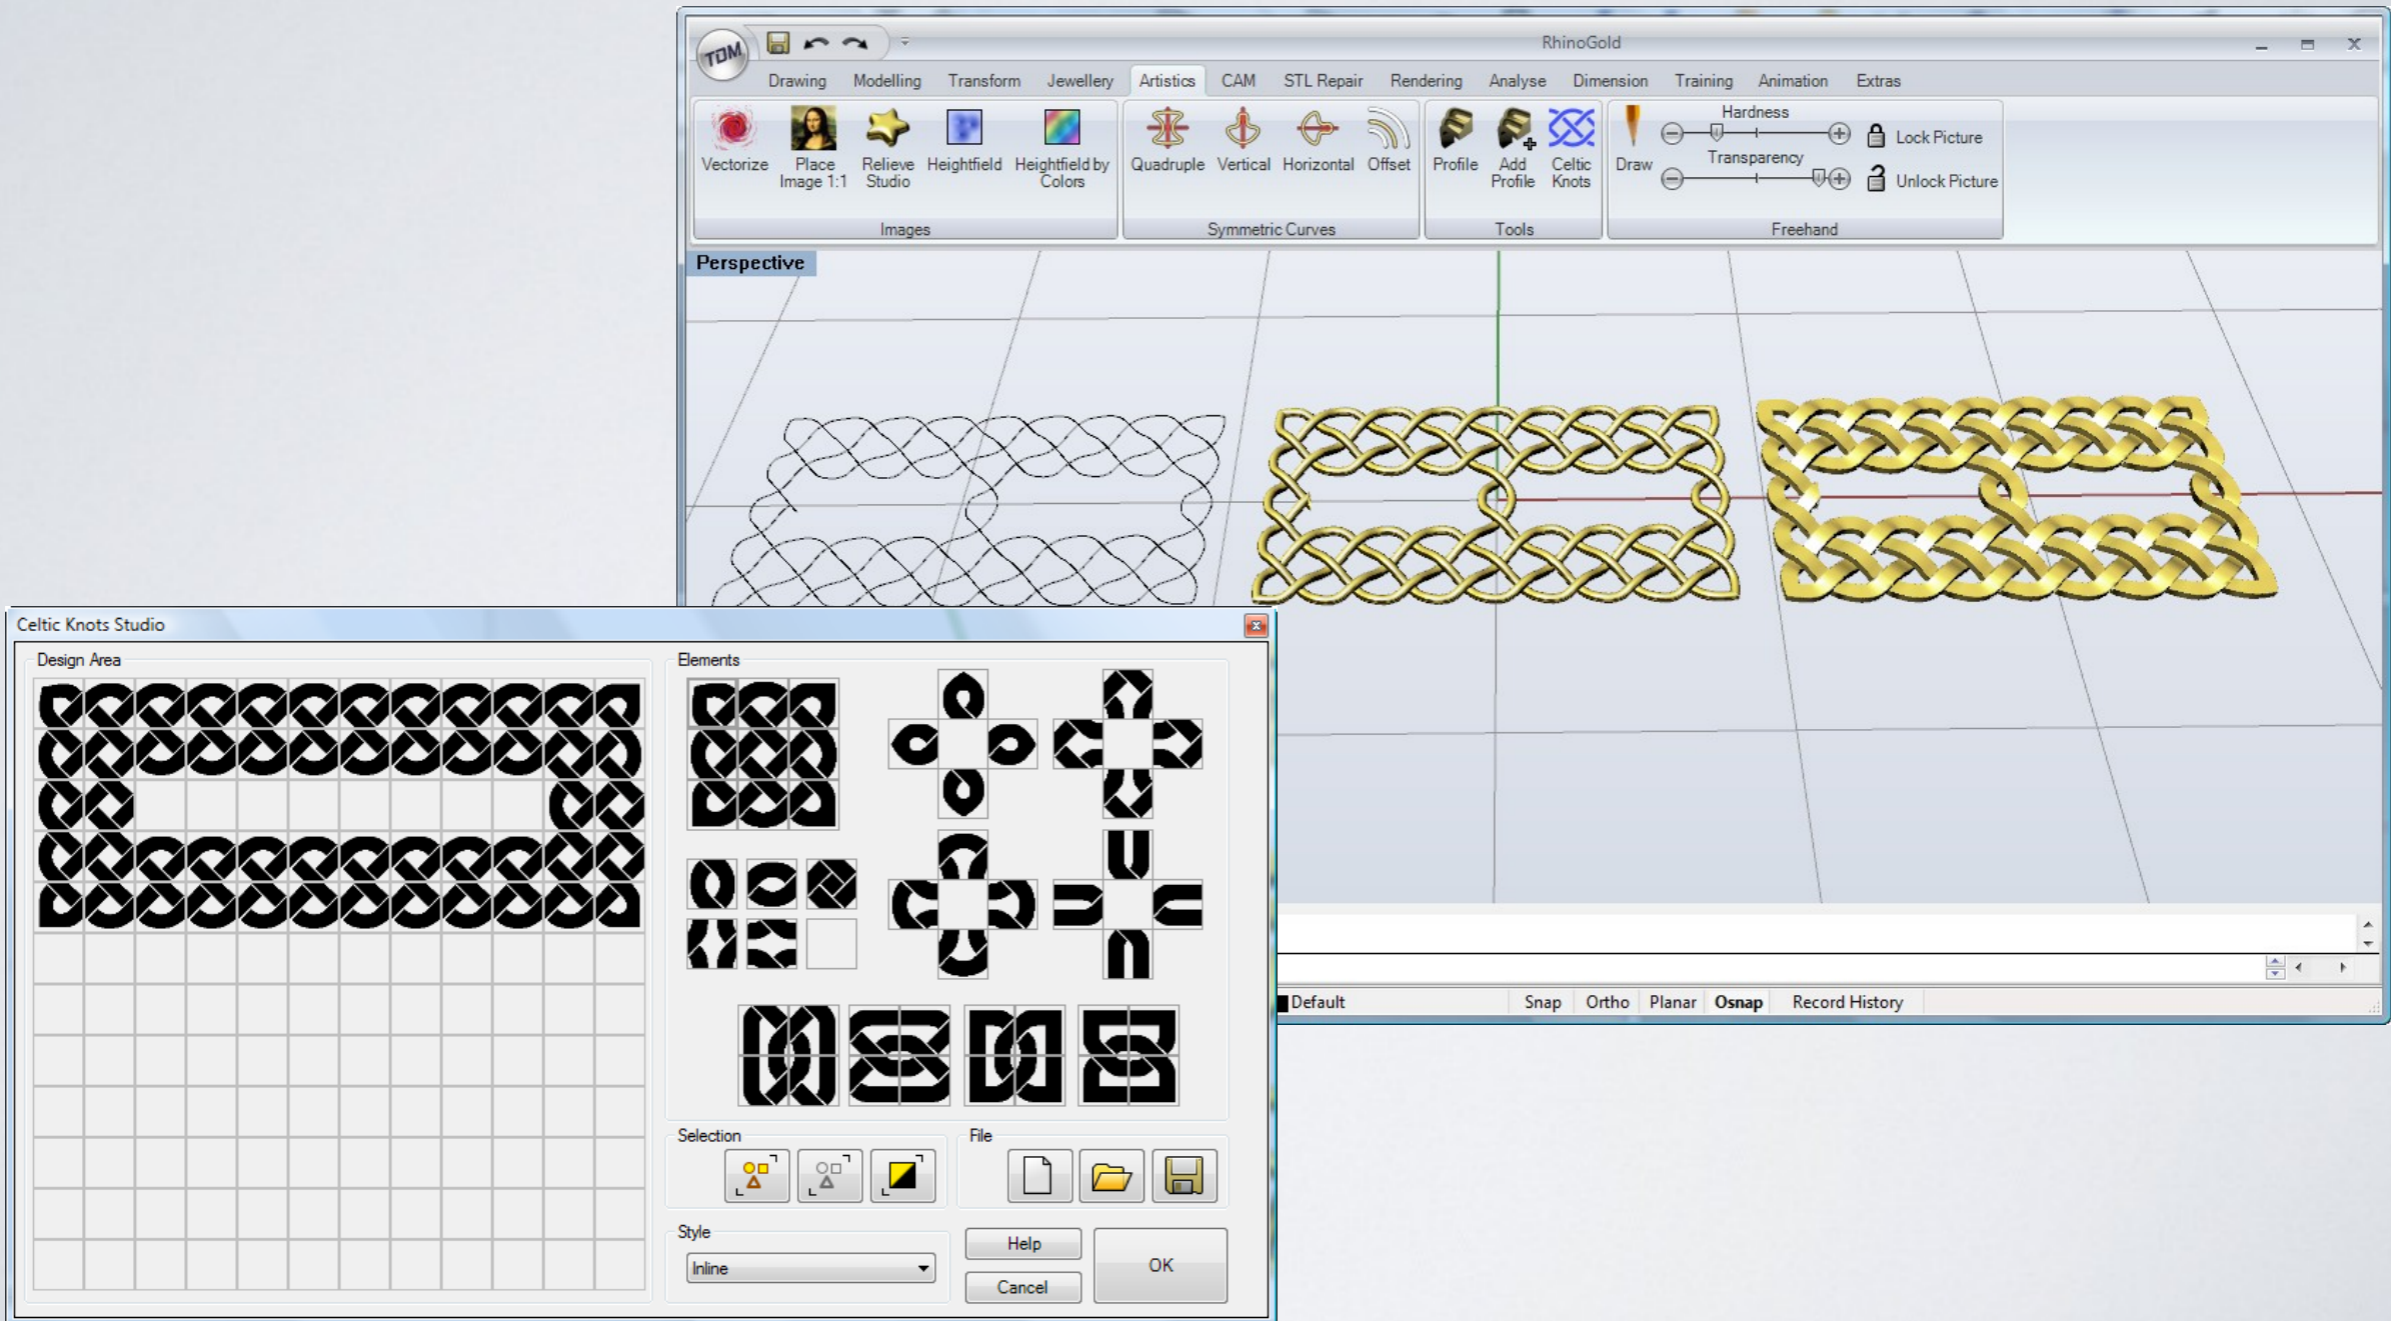 TDM
RhinoGold
Drawing Modelling Transform Jewellery Artistics CAM STL Repair Rendering Analyse Dimension Training Animation Extras
Vectorize
Place
Image 1:1
Relieve
Studio
Heightfield
Heightfield by
Colors
Images
Quadruple
Vertical
Horizontal
Offset
Symmetric Curves
Profile
Add
Profile
Celtic
Knots
Tools
Draw
Hardness
Transparency
Lock Picture
Unlock Picture
Freehand
Perspective
Default
Snap Ortho Planar Osnap Record History
Celtic Knots Studio
Design Area
Elements
Selection
File
Style
Inline
Help
Cancel
OK